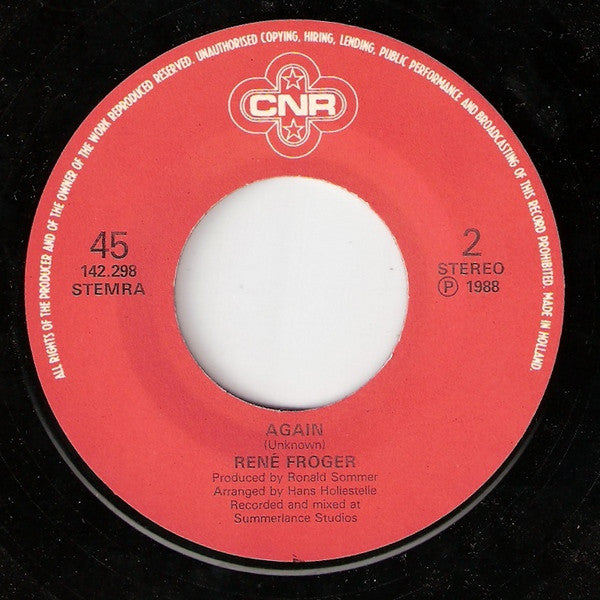 ALL RIGHTS OF THE PRODUCER AND OF THE OWNER OF THE WORK REPRODUCED RESERVED. UNAUTHORISED COPYING, HIRING, LENDING, PUBLIC PERFORMANCE AND BROADCASTING OF THIS RECORD PROHIBITED. MADE IN HOLLAND.
CNR
45
142.298
STEMRA
2
STEREO
℗ 1988
AGAIN
(Unknown)
RENÉ FROGER
Produced by Ronald Sommer
Arranged by Hans Hollestelle
Recorded and mixed at
Summerlance Studios